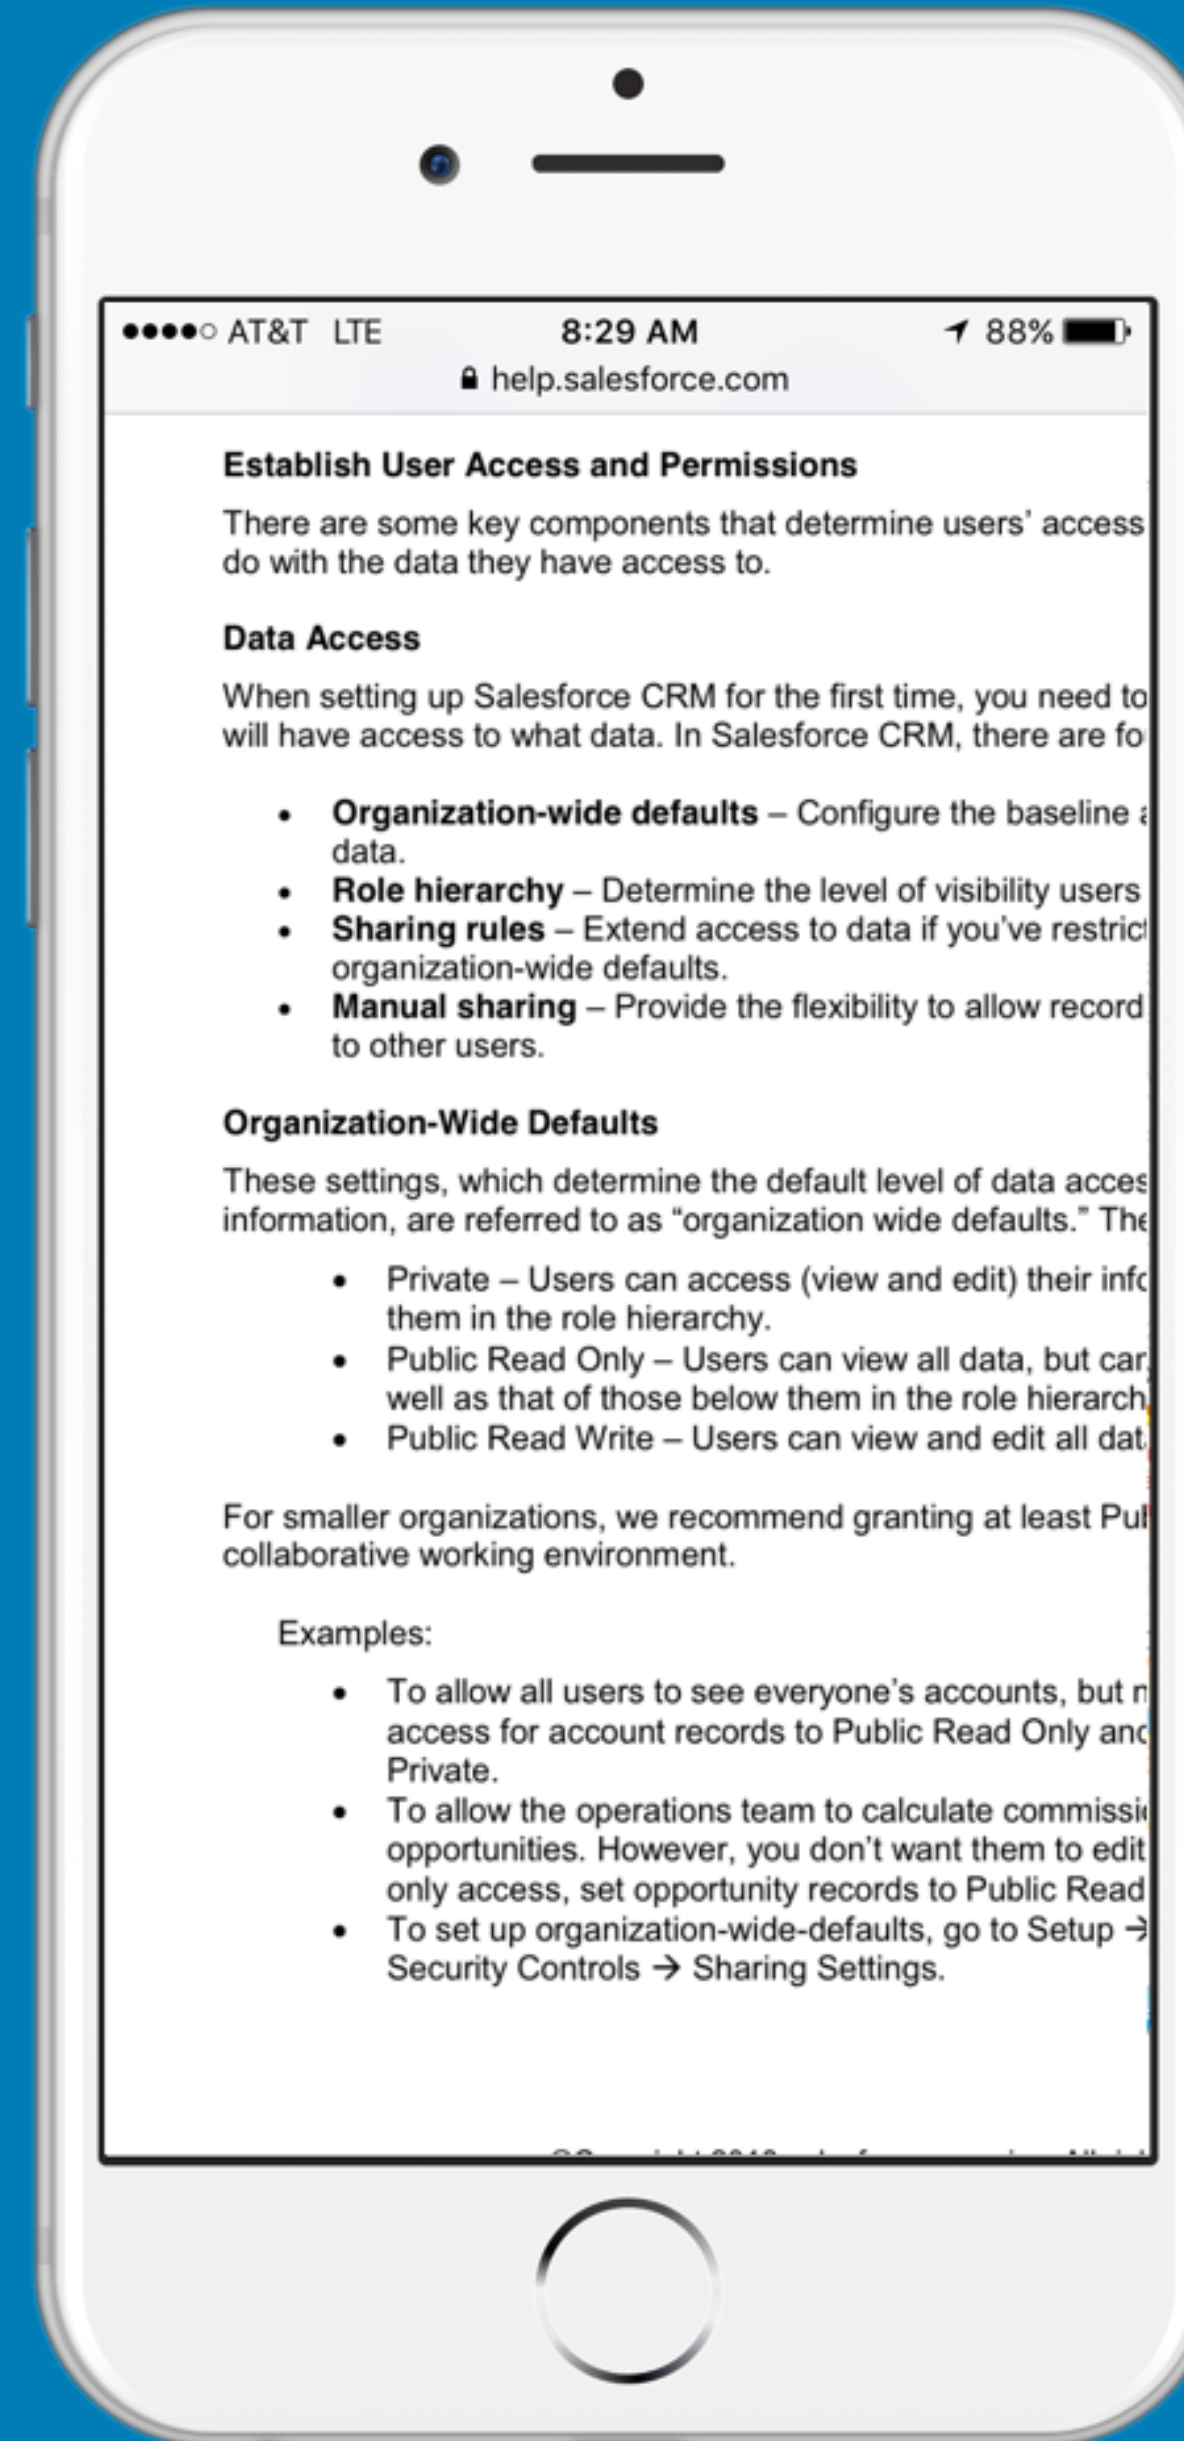 AT&T LTE 8:29 AM 88%
help.salesforce.com
Establish User Access and Permissions
There are some key components that determine users' access
do with the data they have access to.
Data Access
When setting up Salesforce CRM for the first time, you need to
will have access to what data. In Salesforce CRM, there are fo
• Organization-wide defaults – Configure the baseline
data.
• Role hierarchy – Determine the level of visibility users
• Sharing rules – Extend access to data if you've restrict
organization-wide defaults.
• Manual sharing – Provide the flexibility to allow record
to other users.
Organization-Wide Defaults
These settings, which determine the default level of data acces
information, are referred to as “organization wide defaults.” The
• Private – Users can access (view and edit) their info
them in the role hierarchy.
• Public Read Only – Users can view all data, but can
well as that of those below them in the role hierarch
• Public Read Write – Users can view and edit all dat
For smaller organizations, we recommend granting at least Pub
collaborative working environment.
Examples:
• To allow all users to see everyone's accounts, but
access for account records to Public Read Only and
Private.
• To allow the operations team to calculate commissi
opportunities. However, you don't want them to edit
only access, set opportunity records to Public Read
• To set up organization-wide-defaults, go to Setup →
Security Controls → Sharing Settings.